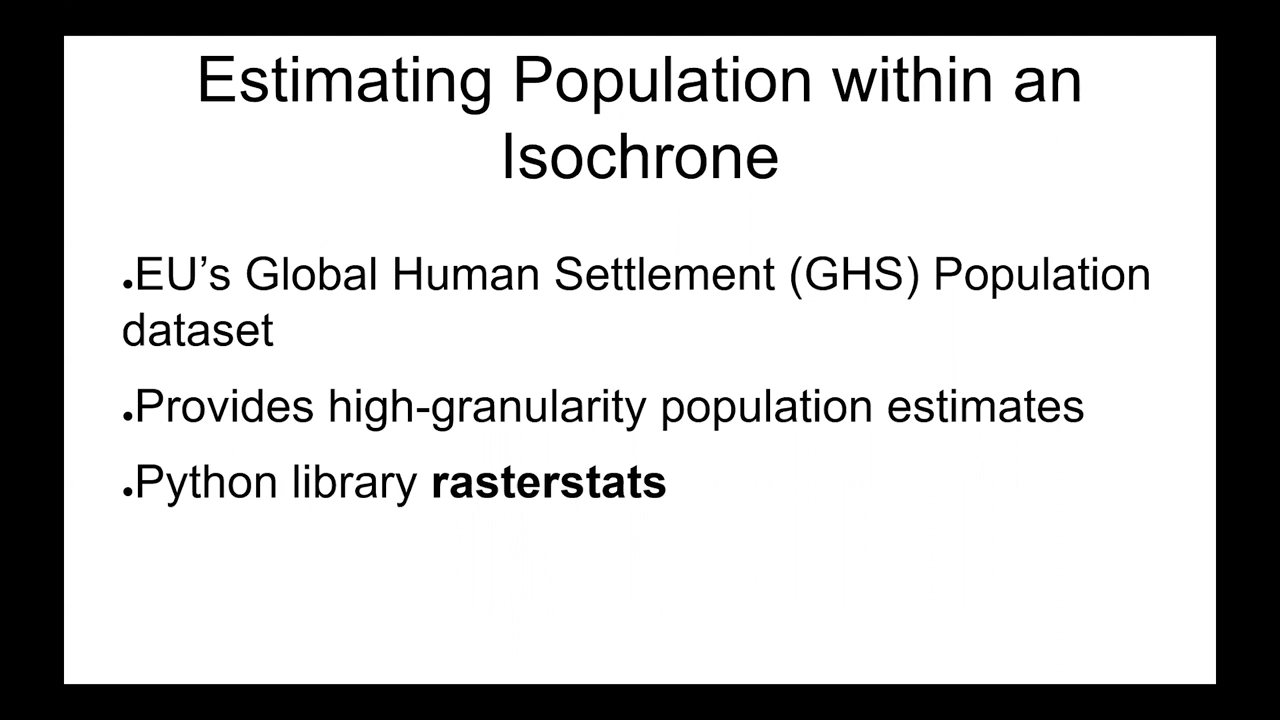 Estimating Population within an
Isochrone
●EU’s Global Human Settlement (GHS) Population
dataset
●Provides high-granularity population estimates
●Python library rasterstats